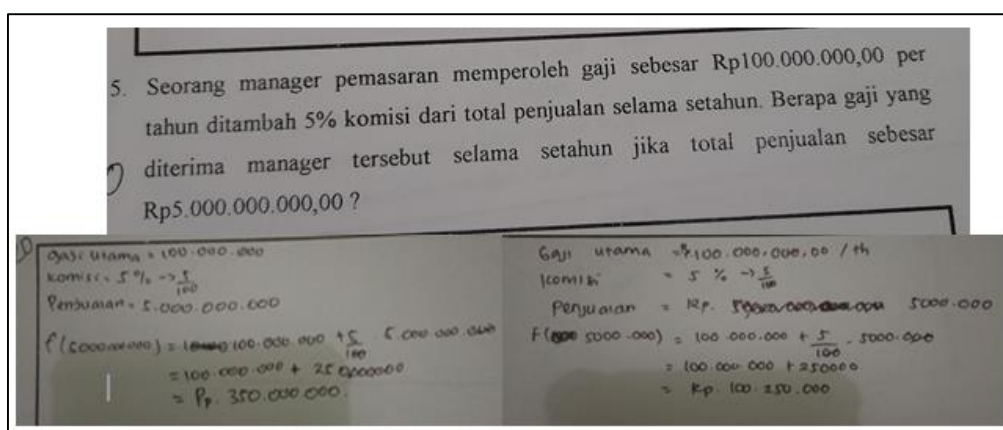 5. Seorang manager pemasaran memperoleh gaji sebesar Rp100.000.000,00 per
tahun ditambah 5% komisi dari total penjualan selama setahun. Berapa gaji yang
diterima manager tersebut selama setahun jika total penjualan sebesar
Rp5.000.000.000,00 ?
Gaji utama = 100.000.000
komisi = 5 % -> 5/100
Penjualan = 5.000.000.000
f(5000000000) = 100.000.000 + 5/100 5.000.000.000
= 100.000.000 + 250000000
= Rp. 350.000.000.
Gaji utama = Rp.100.000.000,00 / th
komisi = 5 % -> 5/100
Penjualan = Rp. 5000.000
F(5000.000) = 100.000.000 + 5/100 . 5000.000
= 100.000.000 + 250000
= Rp. 100.250.000